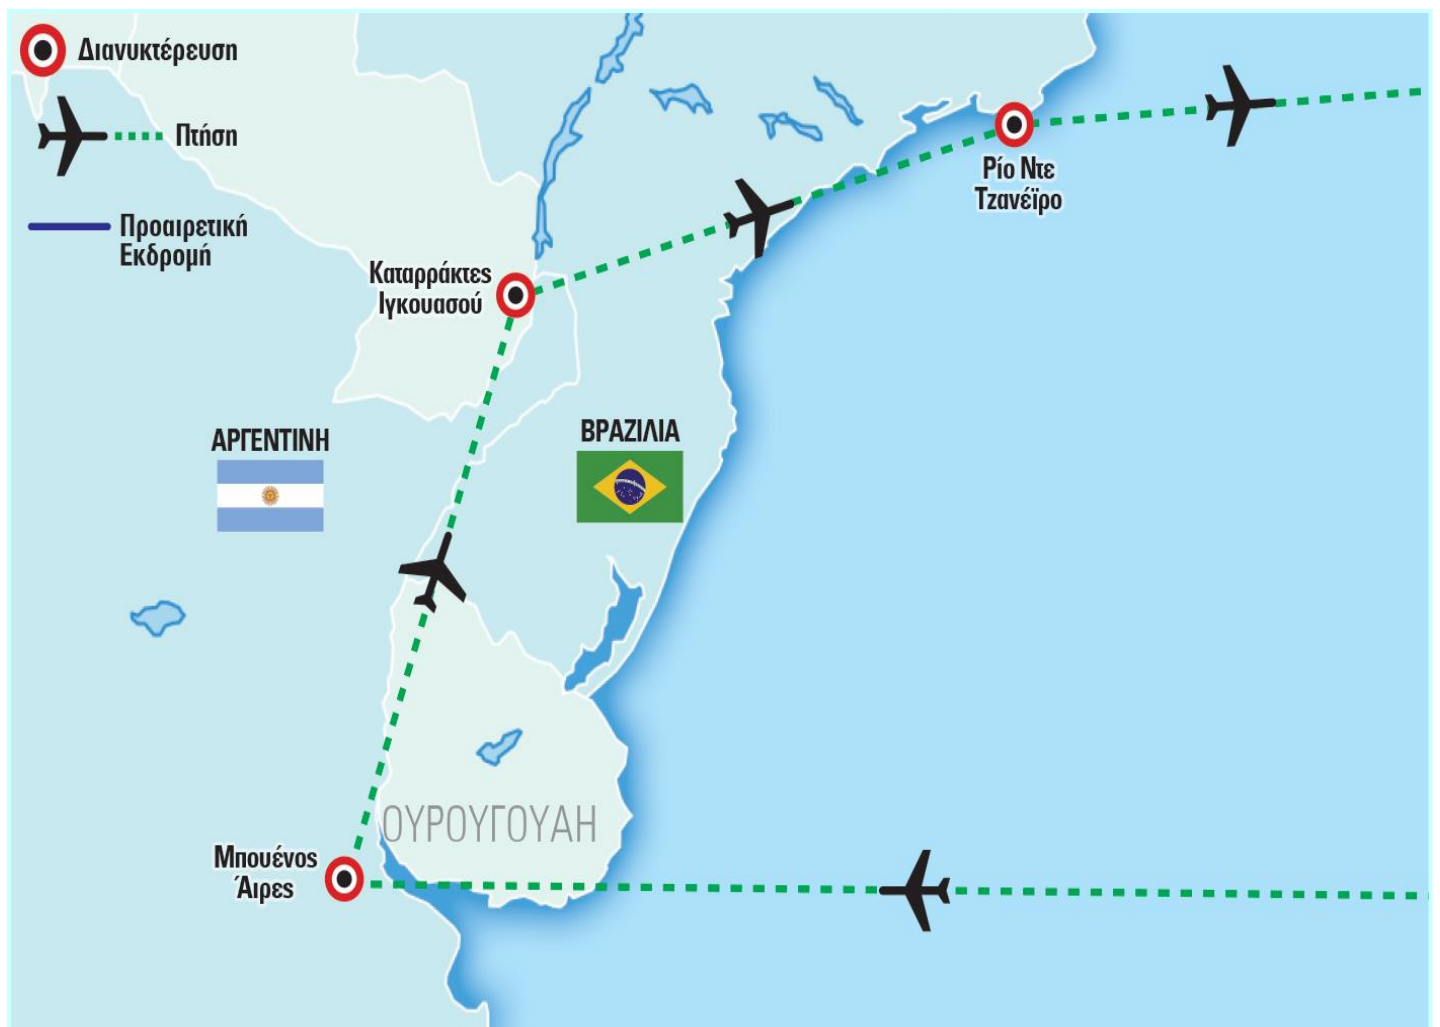 Διανυκτέρευση
Πτήση
Προαιρετική
Εκδρομή
Ρίο Ντε
Τζανέϊρο
Καταρράκτες
Ιγκουασού
ΑΡΓΕΝΤΙΝΗ
ΒΡΑΖΙΛΙΑ
ΟΥΡΟΥΓΟΥΑΗ
Μπουένος
Άιρες